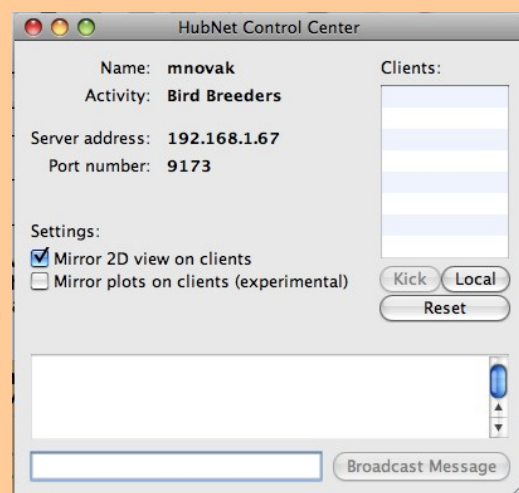 HubNet Control Center
Name: mnovak
Activity: Bird Breeders
Server address: 192.168.1.67
Port number: 9173
Clients:
Settings:
Mirror 2D view on clients
Mirror plots on clients (experimental)
Kick
Local
Reset
Broadcast Message